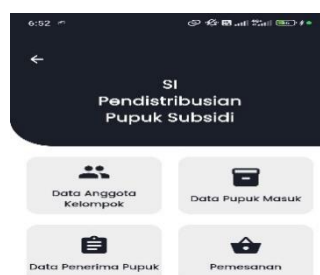 6:52
SI
Pendistribusian
Pupuk Subsidi
Data Anggota
Kelompok
Data Pupuk Masuk
Data Penerima Pupuk
Pemesanan